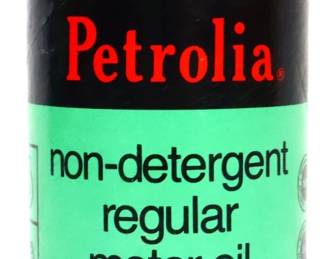 Petrolia®
non-detergent
regular
motor oil